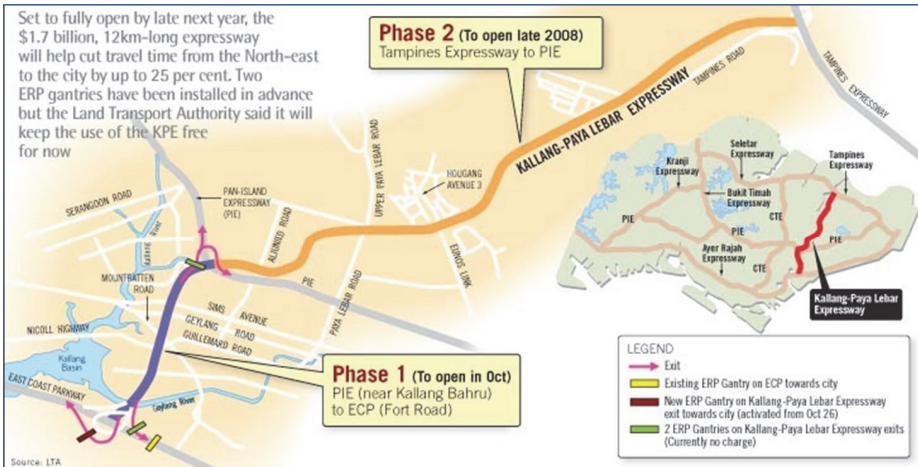 Set to fully open by late next year, the
$1.7 billion, 12km-long expressway
will help cut travel time from the North-east
to the city by up to 25 per cent. Two
ERP gantries have been installed in advance
but the Land Transport Authority said it will
keep the use of the KPE free
for now
Phase 2 (To open late 2008)
Tampines Expressway to PIE
TAMPINES ROAD
TAMPINES EXPRESSWAY
KALLANG-PAYA LEBAR EXPRESSWAY
UPPER PAYA LEBAR ROAD
HOUGANG
AVENUE 3
PAN-ISLAND
EXPRESSWAY
(PIE)
SERANGOON ROAD
Kallang River
ALJUNIED ROAD
EUNOS LINK
MOUNTBATTEN
ROAD
PIE
PAYA LEBAR ROAD
SIMS AVENUE
GEYLANG ROAD
GUILLEMARD ROAD
NICOLL HIGHWAY
Kallang
Basin
EAST COAST PARKWAY
Geylang River
Phase 1 (To open in Oct)
PIE (near Kallang Bahru)
to ECP (Fort Road)
Seletar
Expressway
Kranji
Expressway
Tampines
Expressway
Bukit Timah
Expressway
PIE
CTE
PIE
PIE
Ayer Rajah
Expressway
CTE
Kallang-Paya Lebar
Expressway
LEGEND
Exit
Existing ERP Gantry on ECP towards city
New ERP Gantry on Kallang-Paya Lebar Expressway
exit towards city (activated from Oct 26)
2 ERP Gantries on Kallang-Paya Lebar Expressway exits
(Currently no charge)
Source: LTA